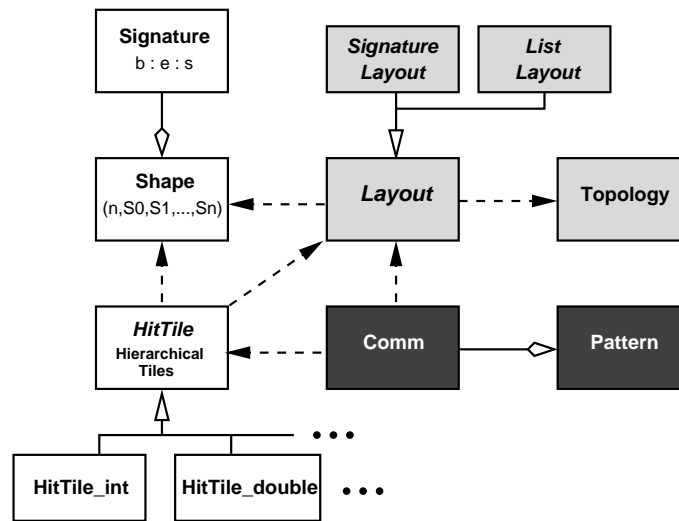 Signature
b : e : s
Signature
Layout
List
Layout
Shape
(n,S0,S1,...,Sn)
Layout
Topology
HitTile
Hierarchical
Tiles
Comm
Pattern
HitTile_int
HitTile_double